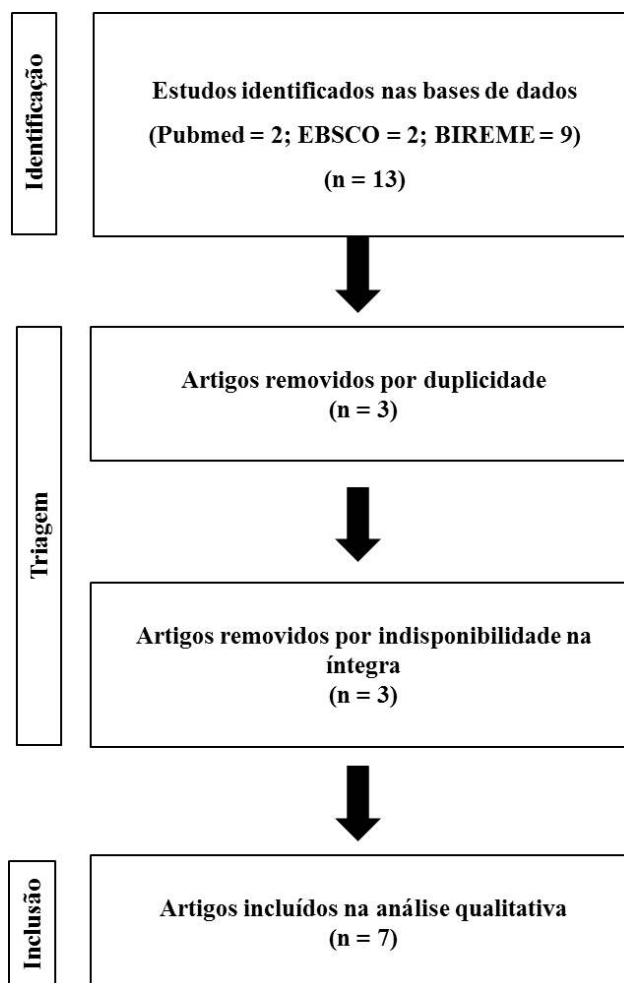 Identificação
Estudos identificados nas bases de dados
(Pubmed = 2; EBSCO = 2; BIREME = 9)
(n = 13)
Triagem
Artigos removidos por duplicidade
(n = 3)
Artigos removidos por indisponibilidade na
íntegra
(n = 3)
Inclusão
Artigos incluídos na análise qualitativa
(n = 7)